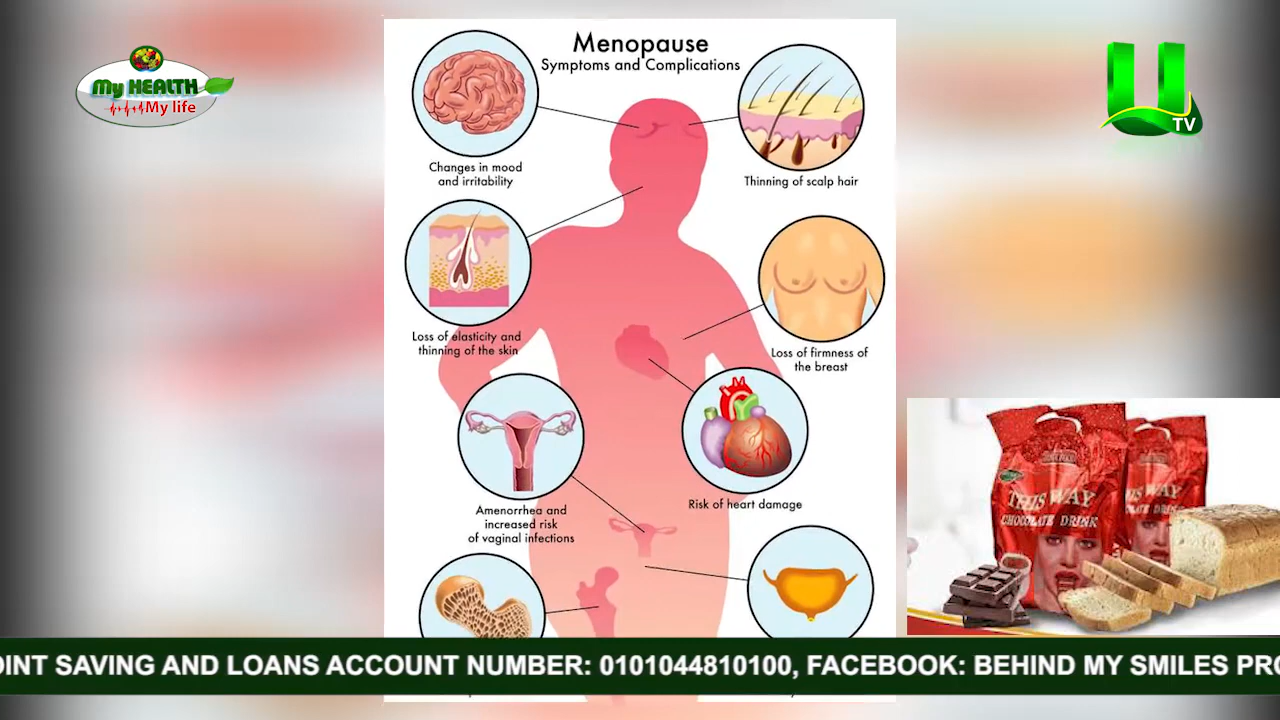 My HEALTH
My life
Menopause
Symptoms and Complications
TV
Changes in mood
and irritability
Thinning of scalp hair
Loss of elasticity and
thinning of the skin
Loss of firmness of
the breast
Amenorrhea and
increased risk
of vaginal infections
Risk of heart damage
THIS WAY
CHOCOLATE DRINK
OINT SAVING AND LOANS ACCOUNT NUMBER: 0101044810100, FACEBOOK: BEHIND MY SMILES PRO